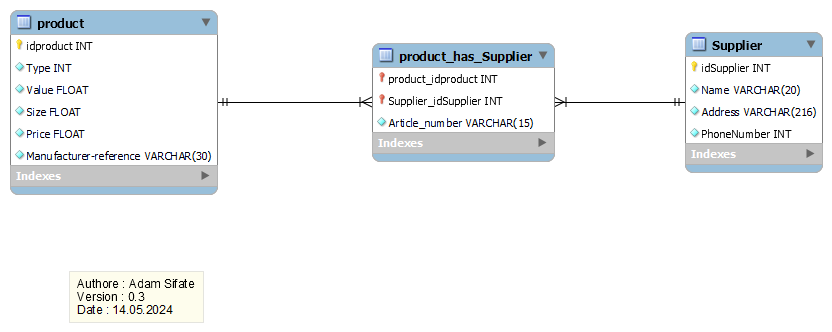 product
idproduct INT
Type INT
Value FLOAT
Size FLOAT
Price FLOAT
Manufacturer-reference VARCHAR(30)
Indexes
product_has_Supplier
product_idproduct INT
Supplier_idSupplier INT
Article_number VARCHAR(15)
Indexes
Supplier
idSupplier INT
Name VARCHAR(20)
Address VARCHAR(216)
PhoneNumber INT
Indexes
Authore : Adam Sifate
Version : 0.3
Date : 14.05.2024